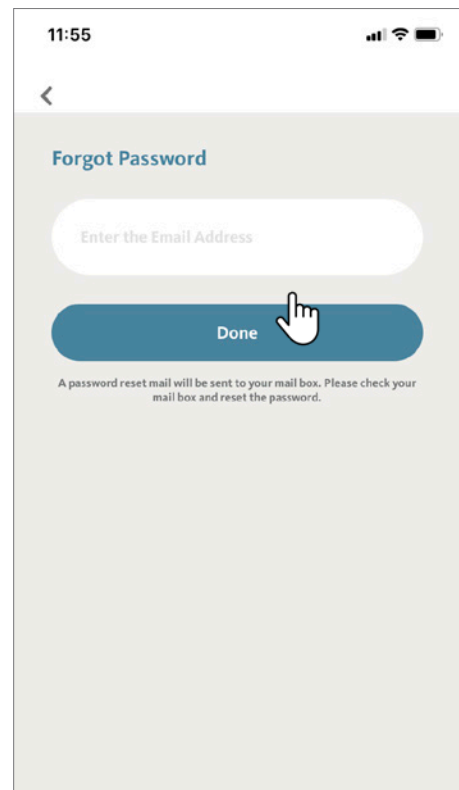 11:55
Forgot Password
Enter the Email Address
Done
A password reset mail will be sent to your mail box. Please check your
mail box and reset the password.